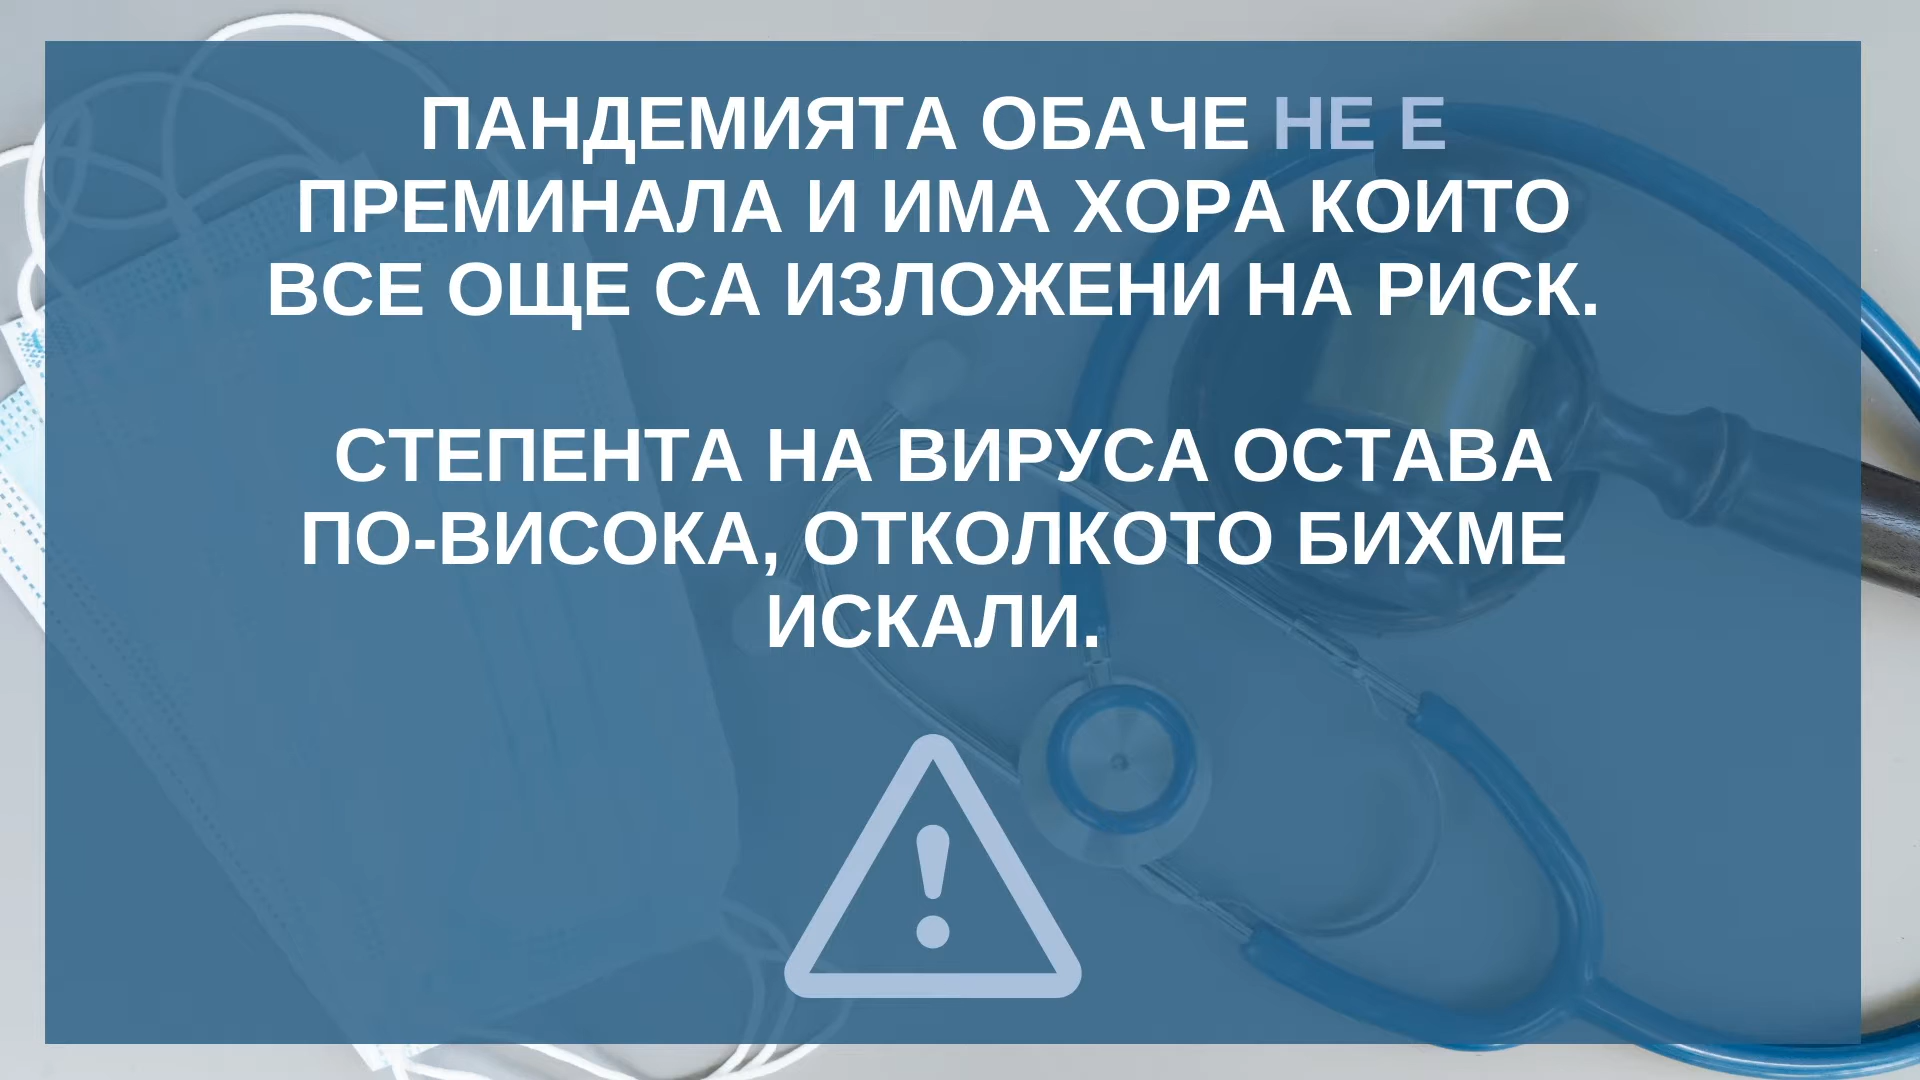 ПАНДЕМИЯТА ОБАЧЕ НЕ Е
ПРЕМИНАЛА И ИМА ХОРА КОИТО
ВСЕ ОЩЕ СА ИЗЛОЖЕНИ НА РИСК.
СТЕПЕНТА НА ВИРУСА ОСТАВА
ПО-ВИСОКА, ОТКОЛКОТО БИХМЕ
ИСКАЛИ.